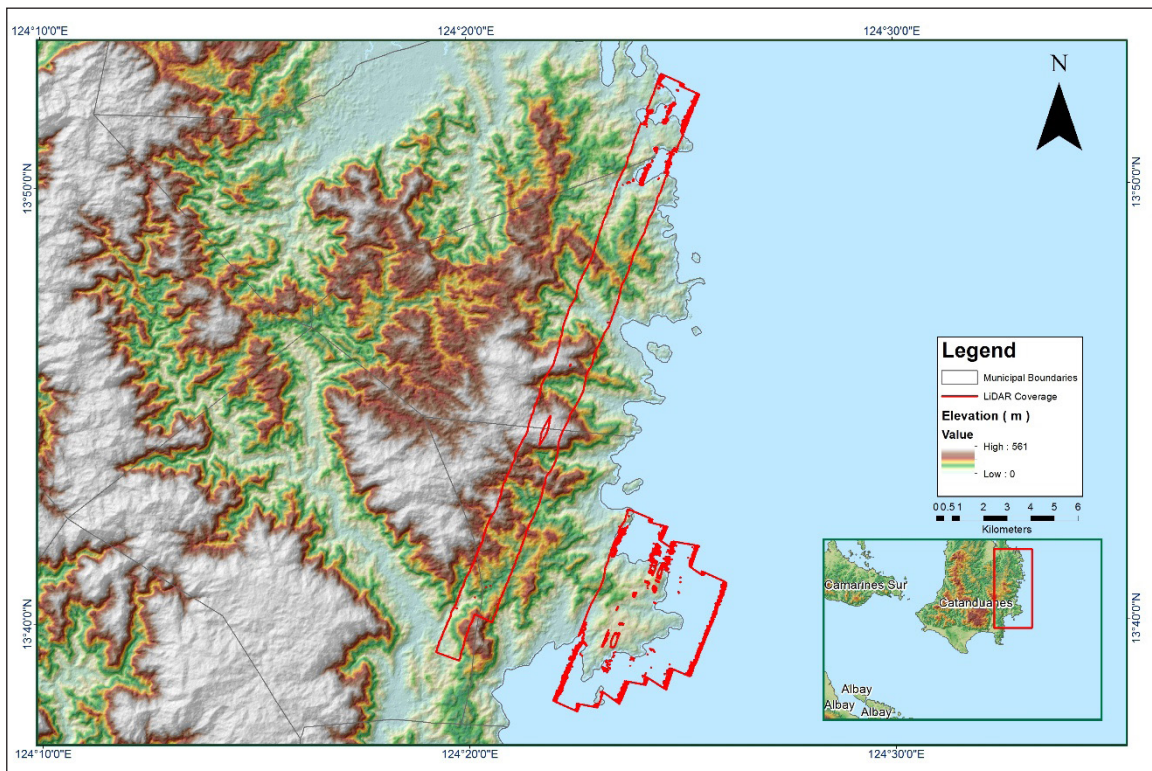 124°10'0"E
124°20'0"E
124°30'0"E
N
13°50'0"N
13°50'0"N
Legend
Municipal Boundaries
LiDAR Coverage
Elevation ( m )
Value
High : 561
Low : 0
0 0.5 1 2 3 4 5 6
Kilometers
Camarines Sur
Catanduanes
Albay
Albay
Albay
13°40'0"N
13°40'0"N
124°10'0"E
124°20'0"E
124°30'0"E